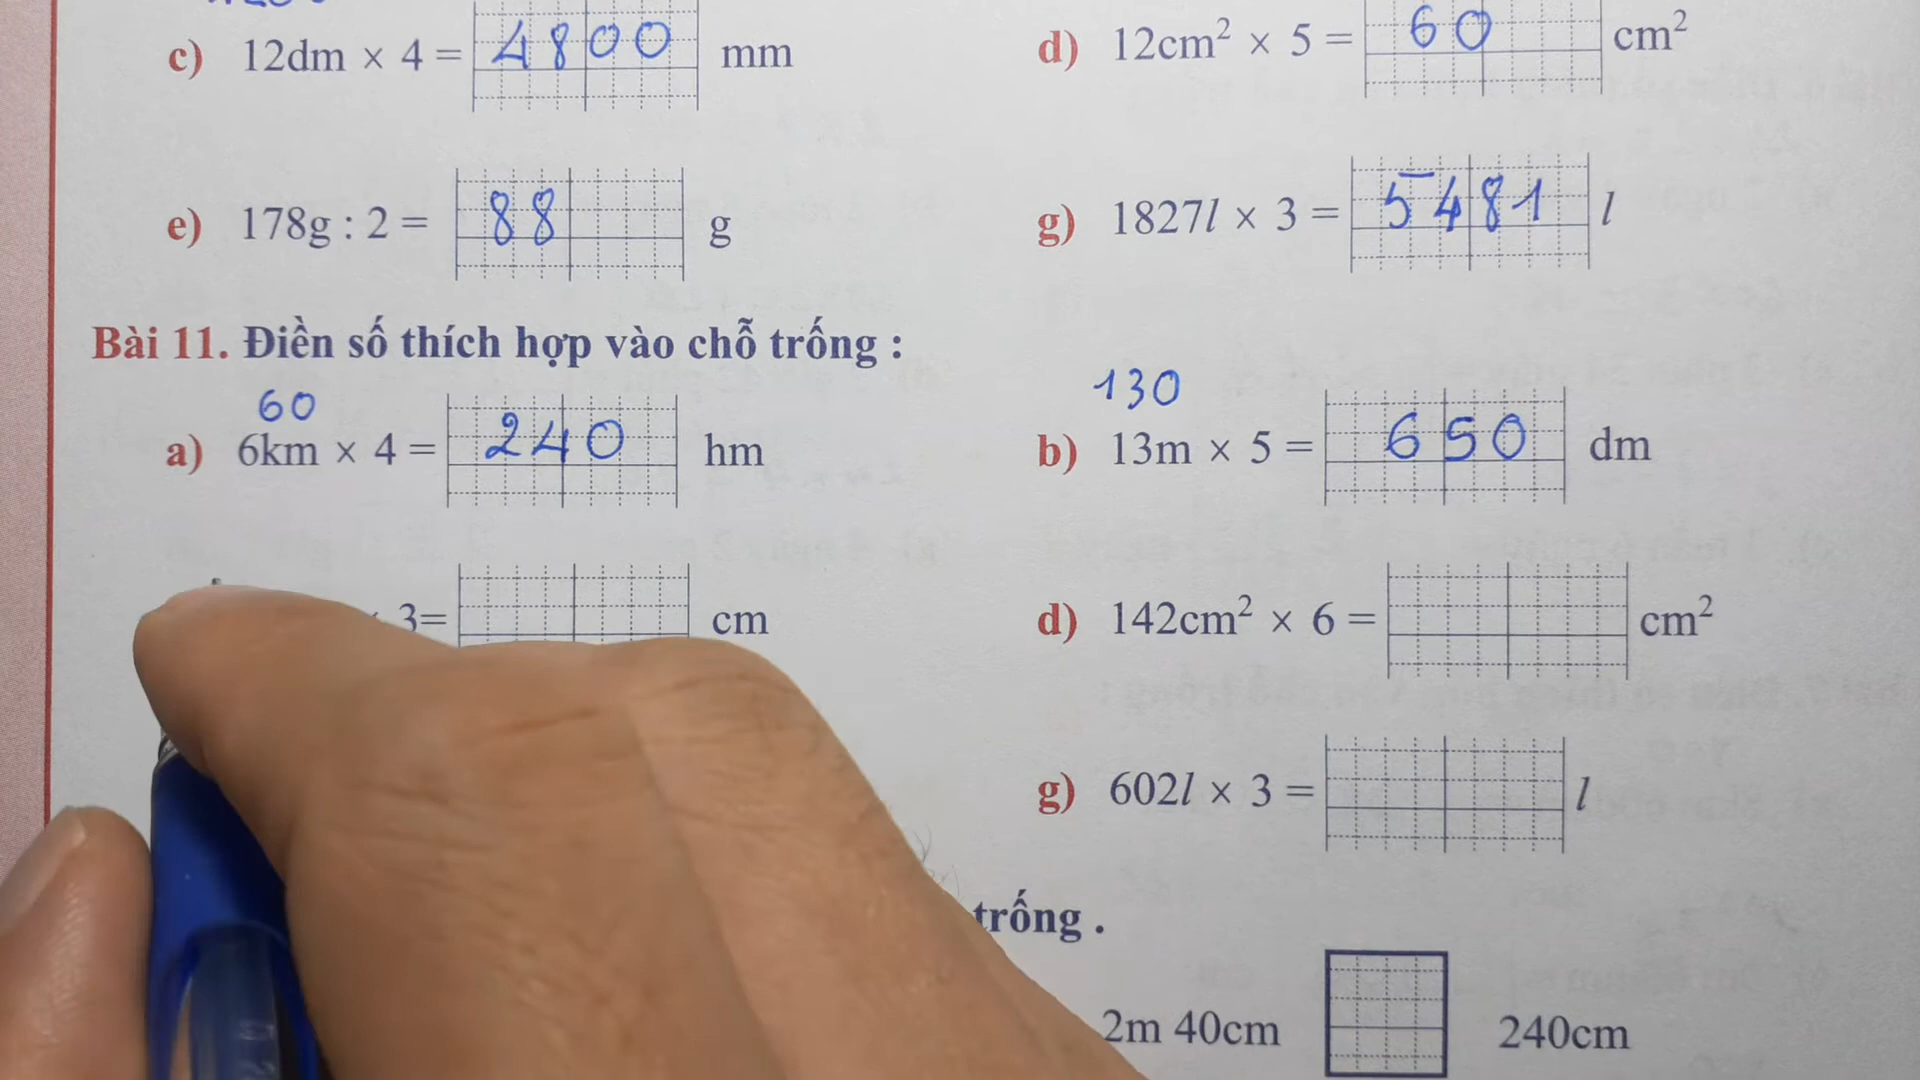 c) 12dm × 4 = 4800 mm
d) 12cm² × 5 = 60 cm²
e) 178g : 2 = 88 g
g) 1827l × 3 = 5481 l
Bài 11. Điền số thích hợp vào chỗ trống :
60
130
a) 6km × 4 = 240 hm
b) 13m × 5 = 650 dm
3= cm
d) 142cm² × 6 = cm²
g) 602l × 3 = l
trống .
2m 40cm 240cm